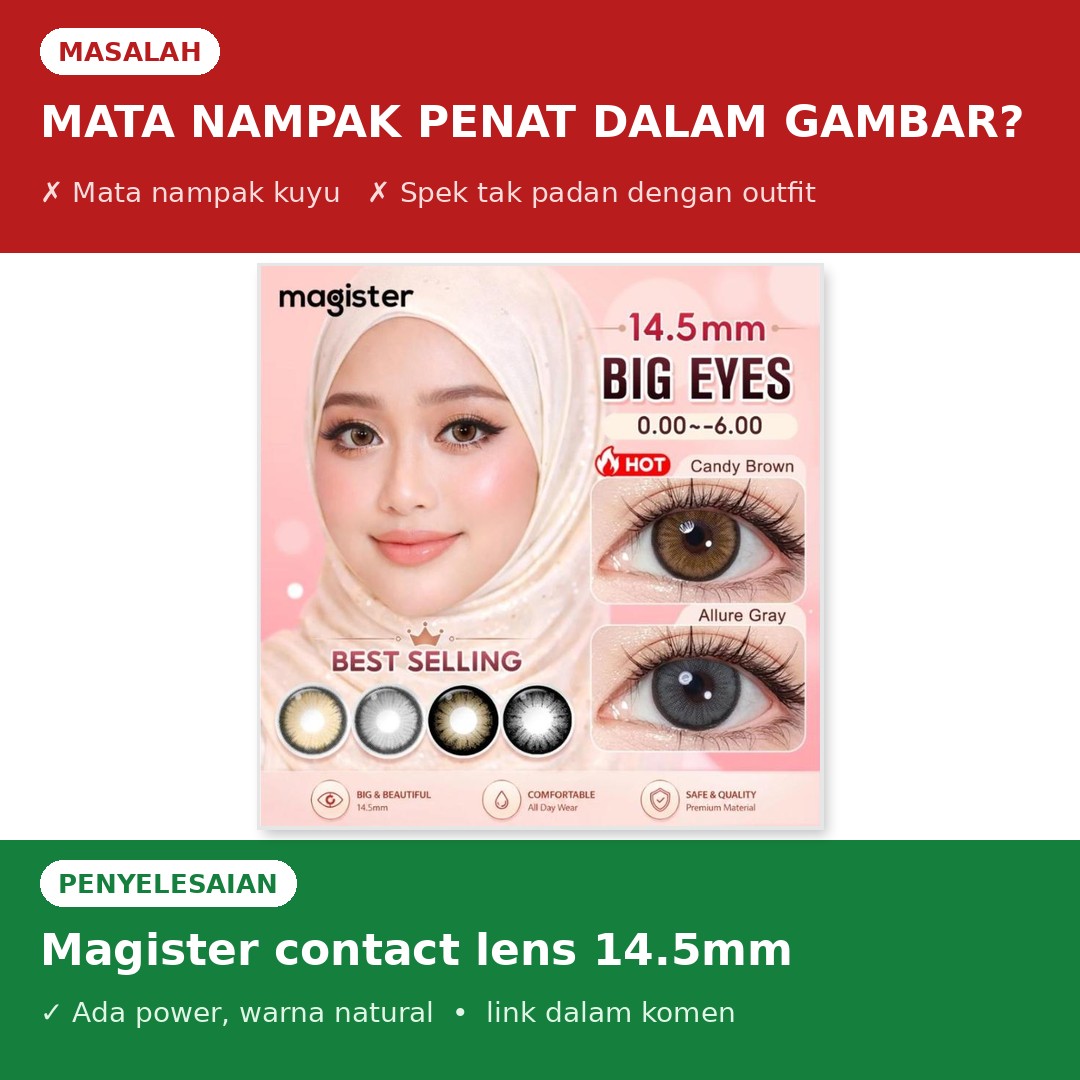 MASALAH
MATA NAMPAK PENAT DALAM GAMBAR?
✗ Mata nampak kuyu ✗ Spek tak padan dengan outfit
magister
14.5mm
BIG EYES
0.00~-6.00
HOT
Candy Brown
Allure Gray
BEST SELLING
BIG & BEAUTIFUL
14.5mm
COMFORTABLE
All Day Wear
SAFE & QUALITY
Premium Material
PENYELESAIAN
Magister contact lens 14.5mm
✓ Ada power, warna natural • link dalam komen